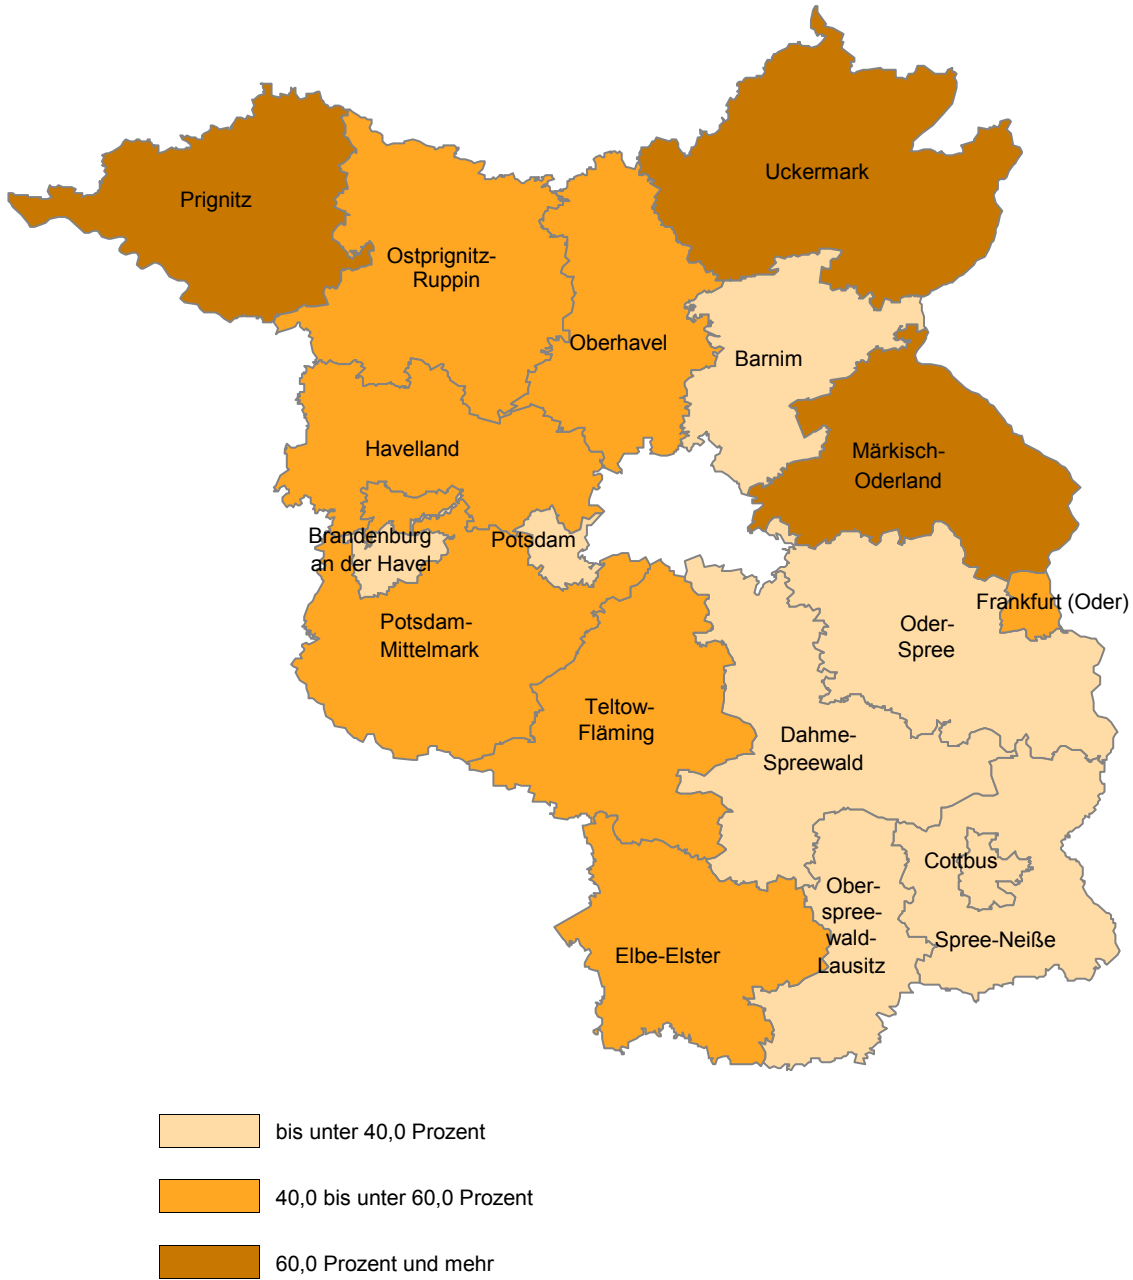 Uckermark
Prignitz
Ostprignitz-
Ruppin
Oberhavel
Barnim
Havelland
Märkisch-
Oderland
Brandenburg
an der Havel
Potsdam
Frankfurt (Oder)
Potsdam-
Mittelmark
Oder-
Spree
Teltow-
Fläming
Dahme-
Spreewald
Cottbus
Ober-
spree-
wald-
Lausitz
Spree-Neiße
Elbe-Elster
bis unter 40,0 Prozent
40,0 bis unter 60,0 Prozent
60,0 Prozent und mehr